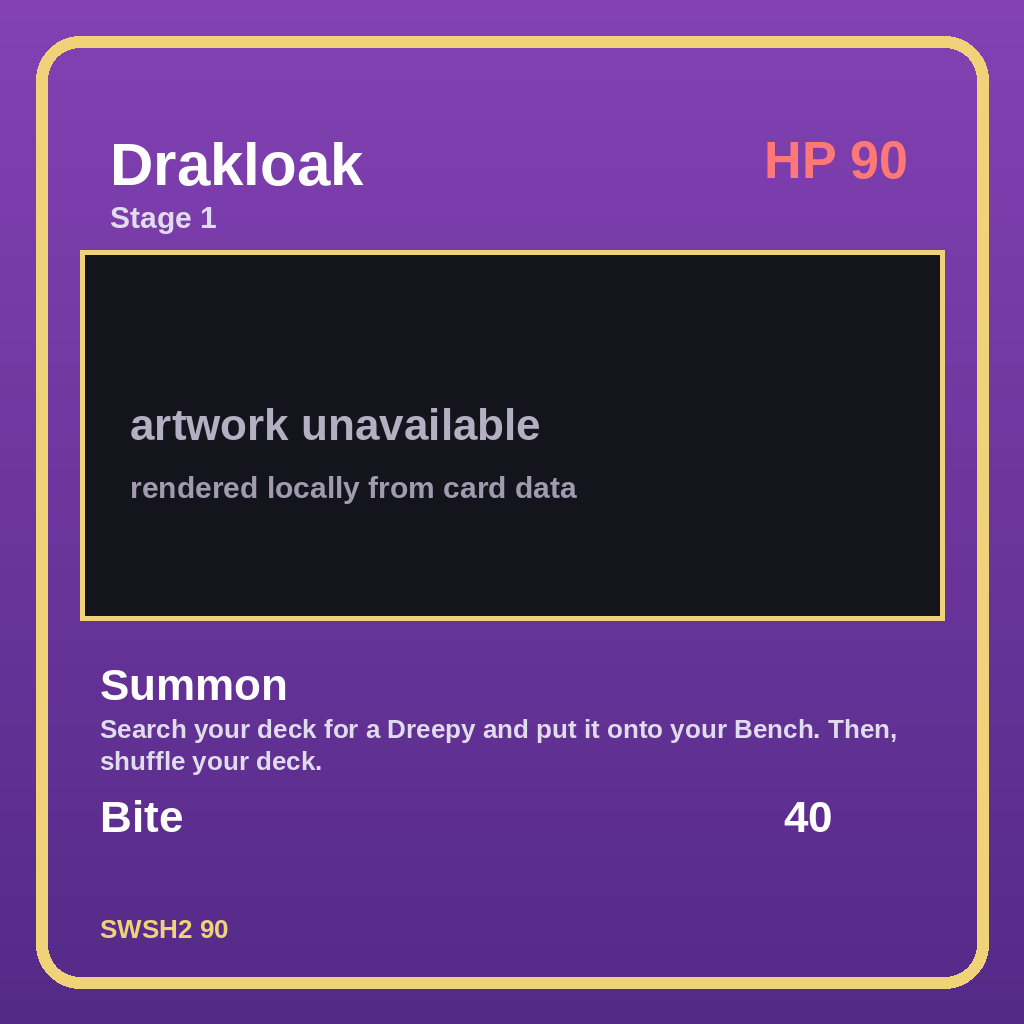 Drakloak
HP 90
Stage 1
artwork unavailable
rendered locally from card data
Summon
Search your deck for a Dreepy and put it onto your Bench. Then,
shuffle your deck.
Bite 40
SWSH2 90